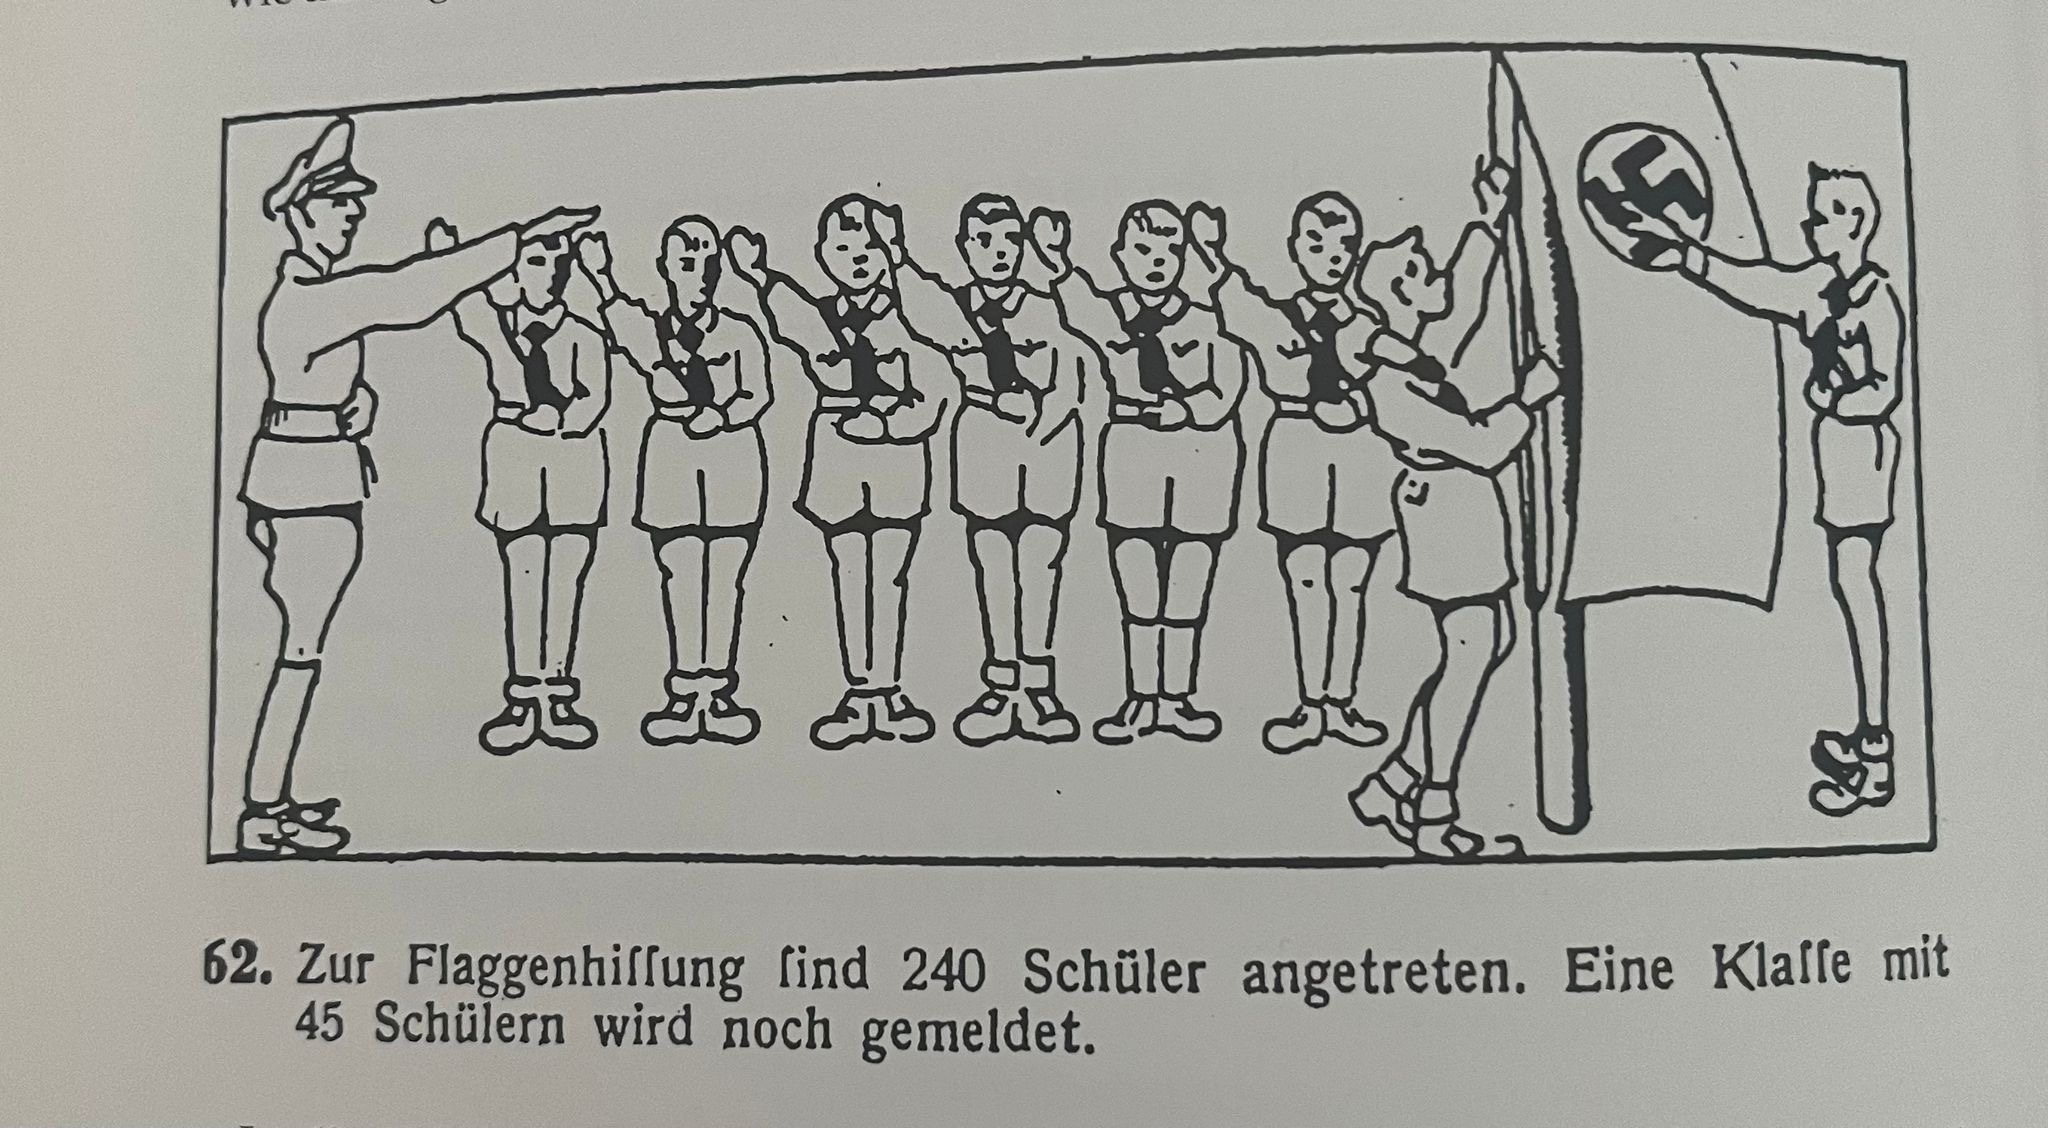 62. Zur Flaggenhiſſung ſind 240 Schüler angetreten. Eine Klaſſe mit
45 Schülern wird noch gemeldet.